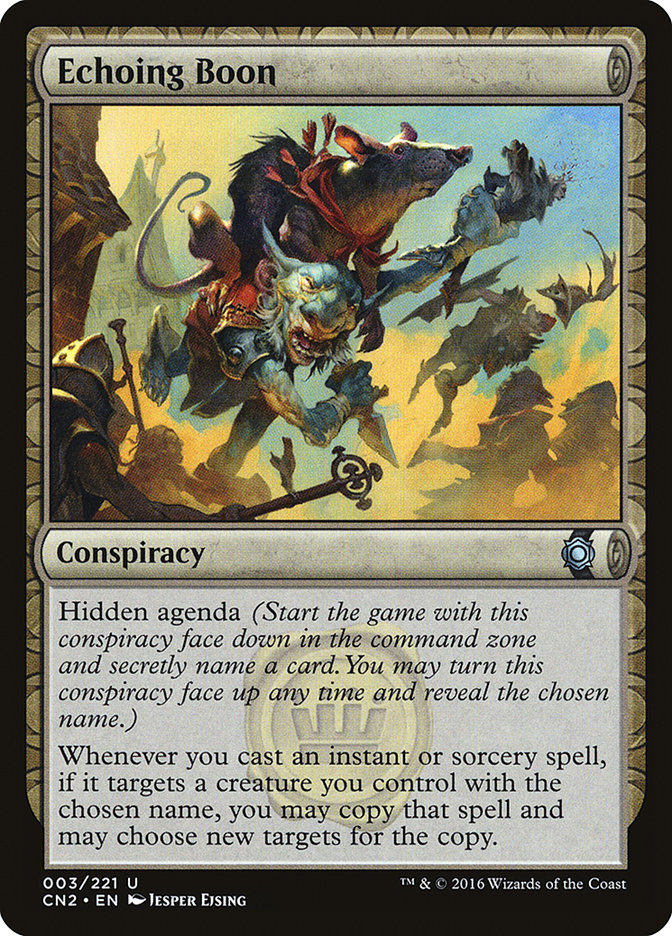 Echoing Boon
Conspiracy
Hidden agenda (Start the game with this
conspiracy face down in the command zone
and secretly name a card. You may turn this
conspiracy face up any time and reveal the chosen
name.)
Whenever you cast an instant or sorcery spell,
if it targets a creature you control with the
chosen name, you may copy that spell and
may choose new targets for the copy.
003/221 U
CN2 • EN Jesper Ejsing
™ & © 2016 Wizards of the Coast